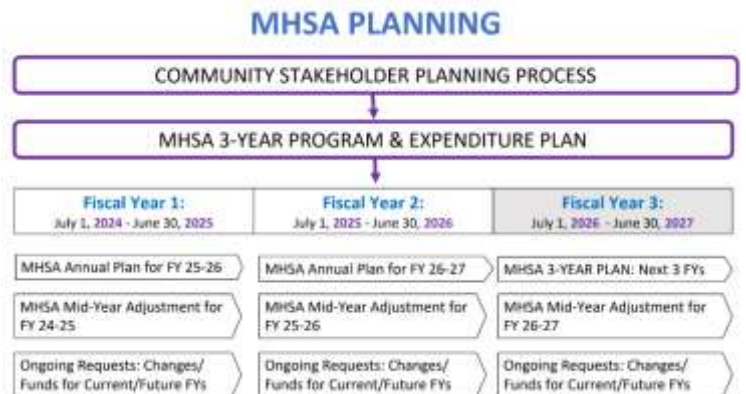 MHSA PLANNING
COMMUNITY STAKEHOLDER PLANNING PROCESS
MHSA 3-YEAR PROGRAM & EXPENDITURE PLAN
Fiscal Year 1:
July 1, 2024 - June 30, 2025
Fiscal Year 2:
July 1, 2025 - June 30, 2026
Fiscal Year 3:
July 1, 2026 - June 30, 2027
MHSA Annual Plan for FY 25-26
MHSA Annual Plan for FY 26-27
MHSA 3-YEAR PLAN: Next 3 FYs
MHSA Mid-Year Adjustment for
FY 24-25
MHSA Mid-Year Adjustment for
FY 25-26
MHSA Mid-Year Adjustment for
FY 26-27
Ongoing Requests: Changes/
Funds for Current/Future FYs
Ongoing Requests: Changes/
Funds for Current/Future FYs
Ongoing Requests: Changes/
Funds for Current/Future FYs